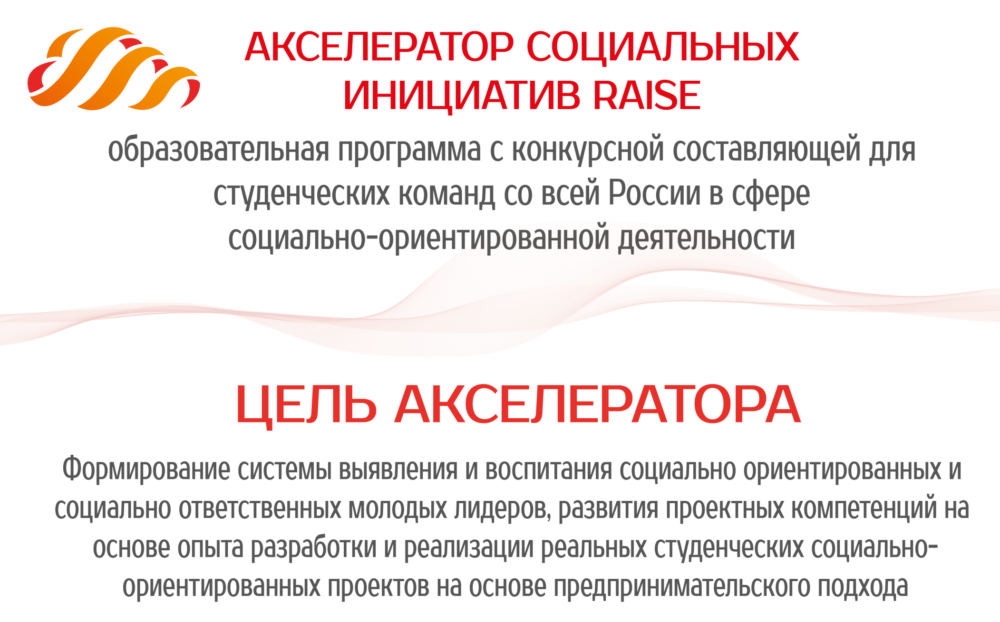 АКСЕЛЕРАТОР СОЦИАЛЬНЫХ
ИНИЦИАТИВ RAISE
образовательная программа с конкурсной составляющей для
студенческих команд со всей России в сфере
социально-ориентированной деятельности
ЦЕЛЬ АКСЕЛЕРАТОРА
Формирование системы выявления и воспитания социально ориентированных и
социально ответственных молодых лидеров, развития проектных компетенций на
основе опыта разработки и реализации реальных студенческих социально-
ориентированных проектов на основе предпринимательского подхода